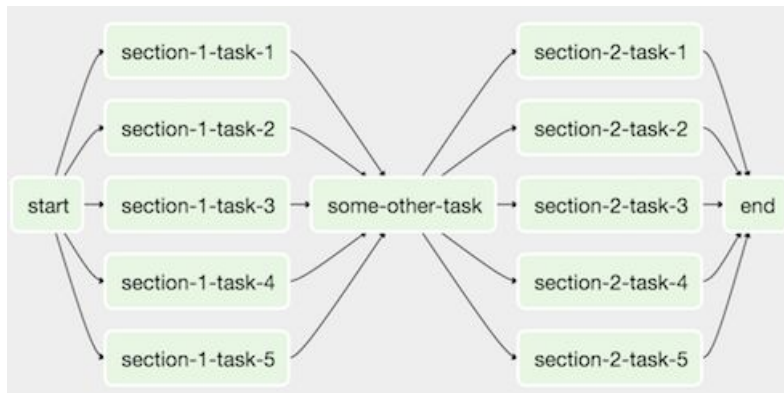 section-1-task-1
section-2-task-1
section-1-task-2
section-2-task-2
start
section-1-task-3
some-other-task
section-2-task-3
end
section-1-task-4
section-2-task-4
section-1-task-5
section-2-task-5